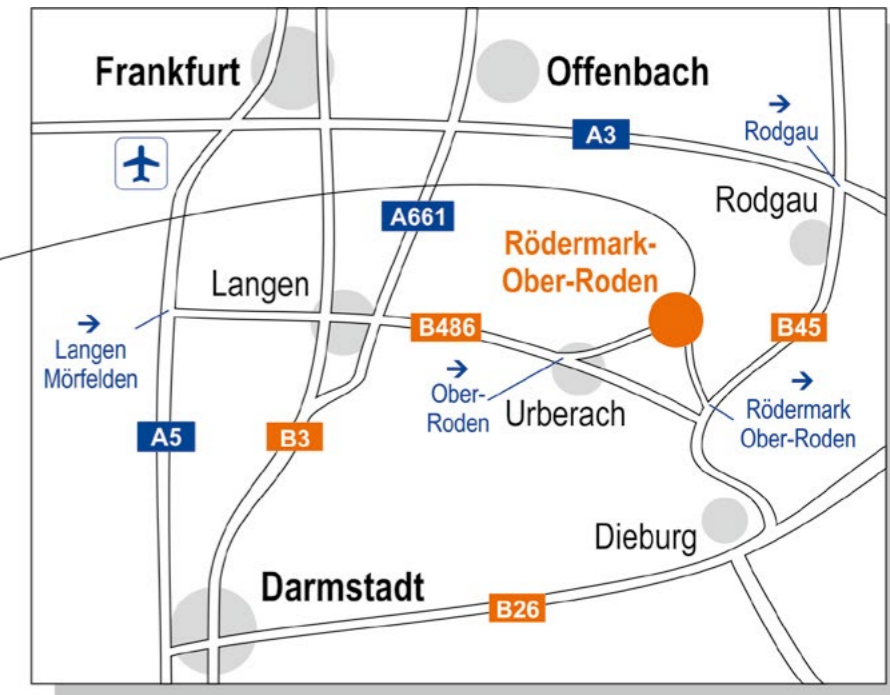 Frankfurt
Offenbach
A3
→
Rodgau
Rodgau
A661
Rödermark-
Ober-Roden
Langen
B486
B45
→
Langen
Mörfelden
→
Ober-
Roden
Urberach
→
Rödermark
Ober-Roden
A5
B3
Dieburg
Darmstadt
B26